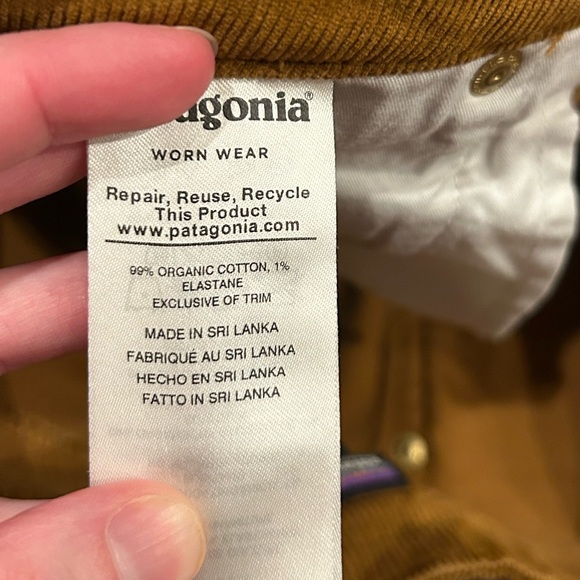 tagonia®
WORN WEAR
Repair, Reuse, Recycle
This Product
www.patagonia.com
99% ORGANIC COTTON, 1%
ELASTANE
EXCLUSIVE OF TRIM
MADE IN SRI LANKA
FABRIQUÉ AU SRI LANKA
HECHO EN SRI LANKA
FATTO IN SRI LANKA